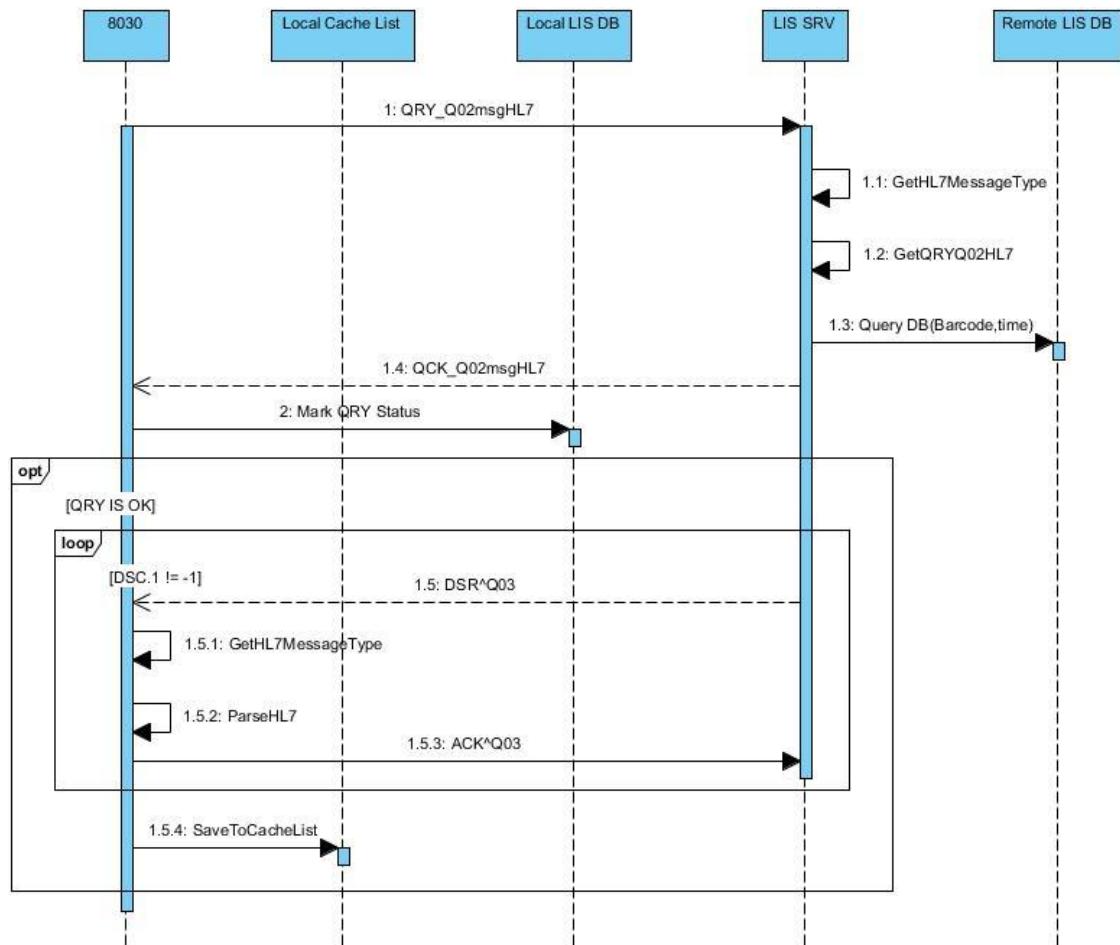 8030
Local Cache List
Local LIS DB
LIS SRV
Remote LIS DB
1: QRY_Q02msgHL7
1.1: GetHL7MessageType
1.2: GetQRYQ02HL7
1.3: Query DB(Barcode,time)
1.4: QCK_Q02msgHL7
2: Mark QRY Status
opt
[QRY IS OK]
loop
[DSC.1 != -1]
1.5: DSR^Q03
1.5.1: GetHL7MessageType
1.5.2: ParseHL7
1.5.3: ACK^Q03
1.5.4: SaveToCacheList